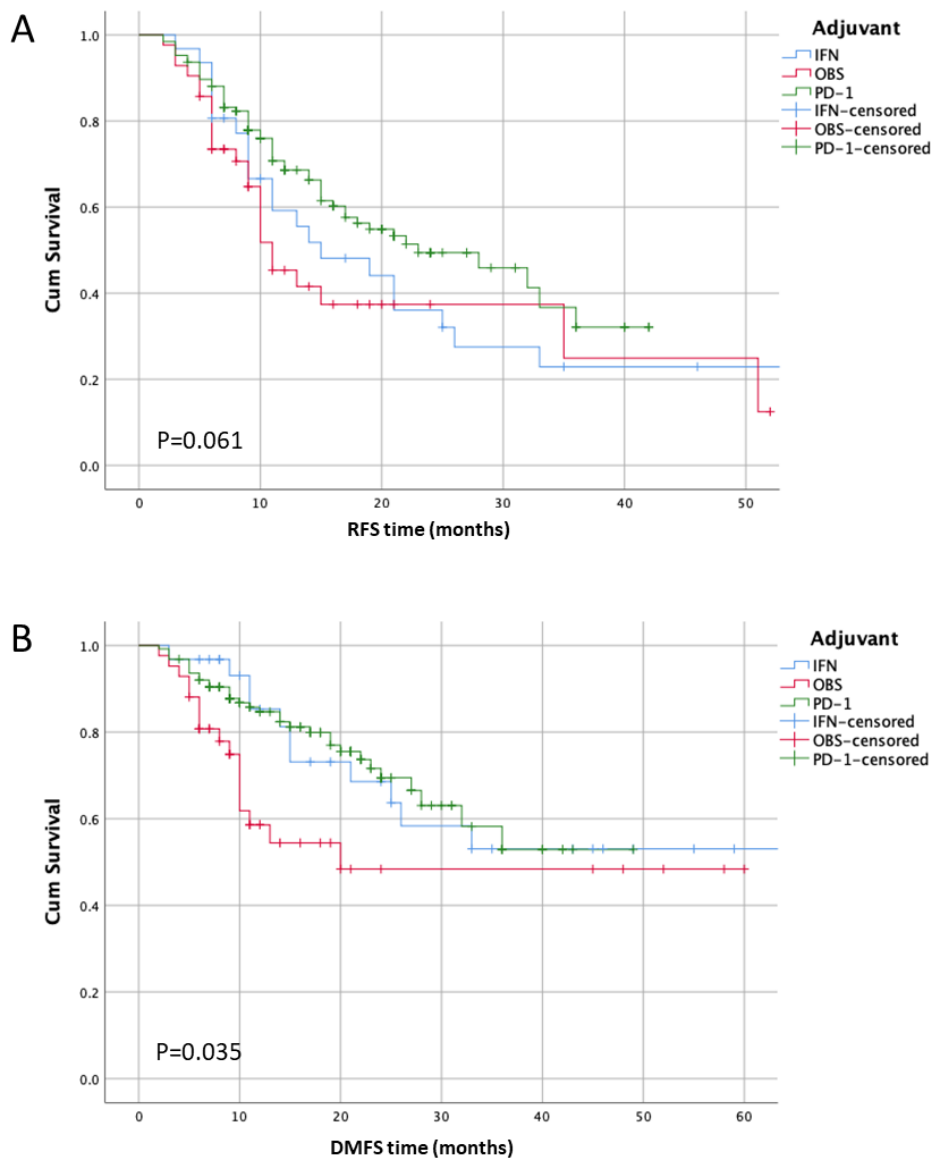 A
Adjuvant
IFN
OBS
PD-1
IFN-censored
OBS-censored
PD-1-censored
Cum Survival
1.0
0.8
0.6
0.4
0.2
0.0
P=0.061
0 10 20 30 40 50
RFS time (months)
B
Adjuvant
IFN
OBS
PD-1
IFN-censored
OBS-censored
PD-1-censored
Cum Survival
1.0
0.8
0.6
0.4
0.2
0.0
P=0.035
0 10 20 30 40 50 60
DMFS time (months)